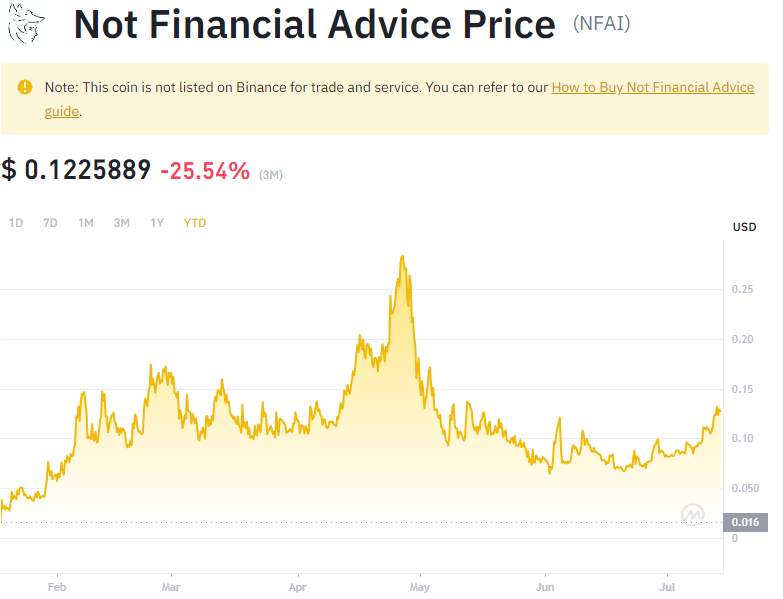 Not Financial Advice Price (NFAI)
Note: This coin is not listed on Binance for trade and service. You can refer to our How to Buy Not Financial Advice
guide.
$ 0.1225889 -25.54% (3M)
1D 7D 1M 3M 1Y YTD
USD
0.25
0.20
0.15
0.10
0.050
0.016
0
Feb Mar Apr May Jun Jul